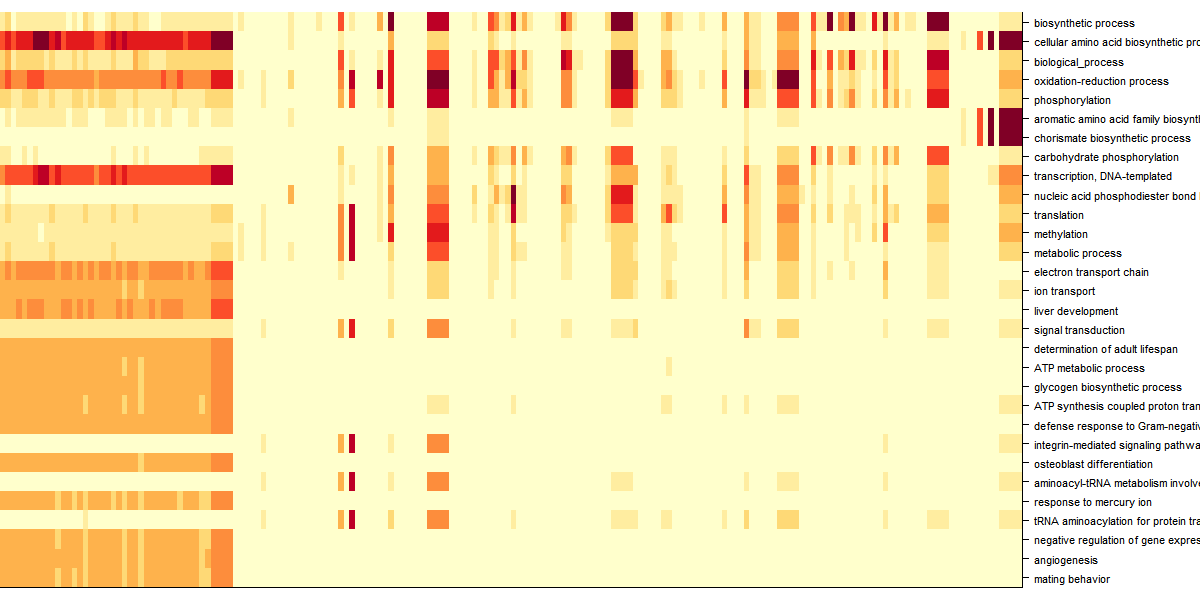 biosynthetic process
cellular amino acid biosynthetic pro
biological_process
oxidation-reduction process
phosphorylation
aromatic amino acid family biosynth
chorismate biosynthetic process
carbohydrate phosphorylation
transcription, DNA-templated
nucleic acid phosphodiester bond
translation
methylation
metabolic process
electron transport chain
ion transport
liver development
signal transduction
determination of adult lifespan
ATP metabolic process
glycogen biosynthetic process
ATP synthesis coupled proton tran
defense response to Gram-negativ
integrin-mediated signaling pathwa
osteoblast differentiation
aminoacyl-tRNA metabolism involve
response to mercury ion
tRNA aminoacylation for protein tra
negative regulation of gene expres
angiogenesis
mating behavior